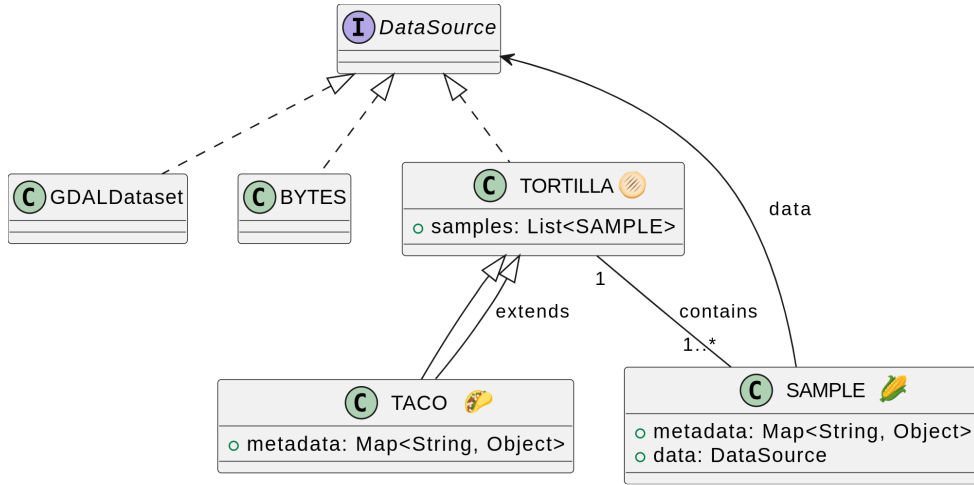 I DataSource
C GDALDataset
C BYTES
C TORTILLA
samples: List<SAMPLE>
data
1
extends
contains
1..*
C TACO
metadata: Map<String, Object>
C SAMPLE
metadata: Map<String, Object>
data: DataSource